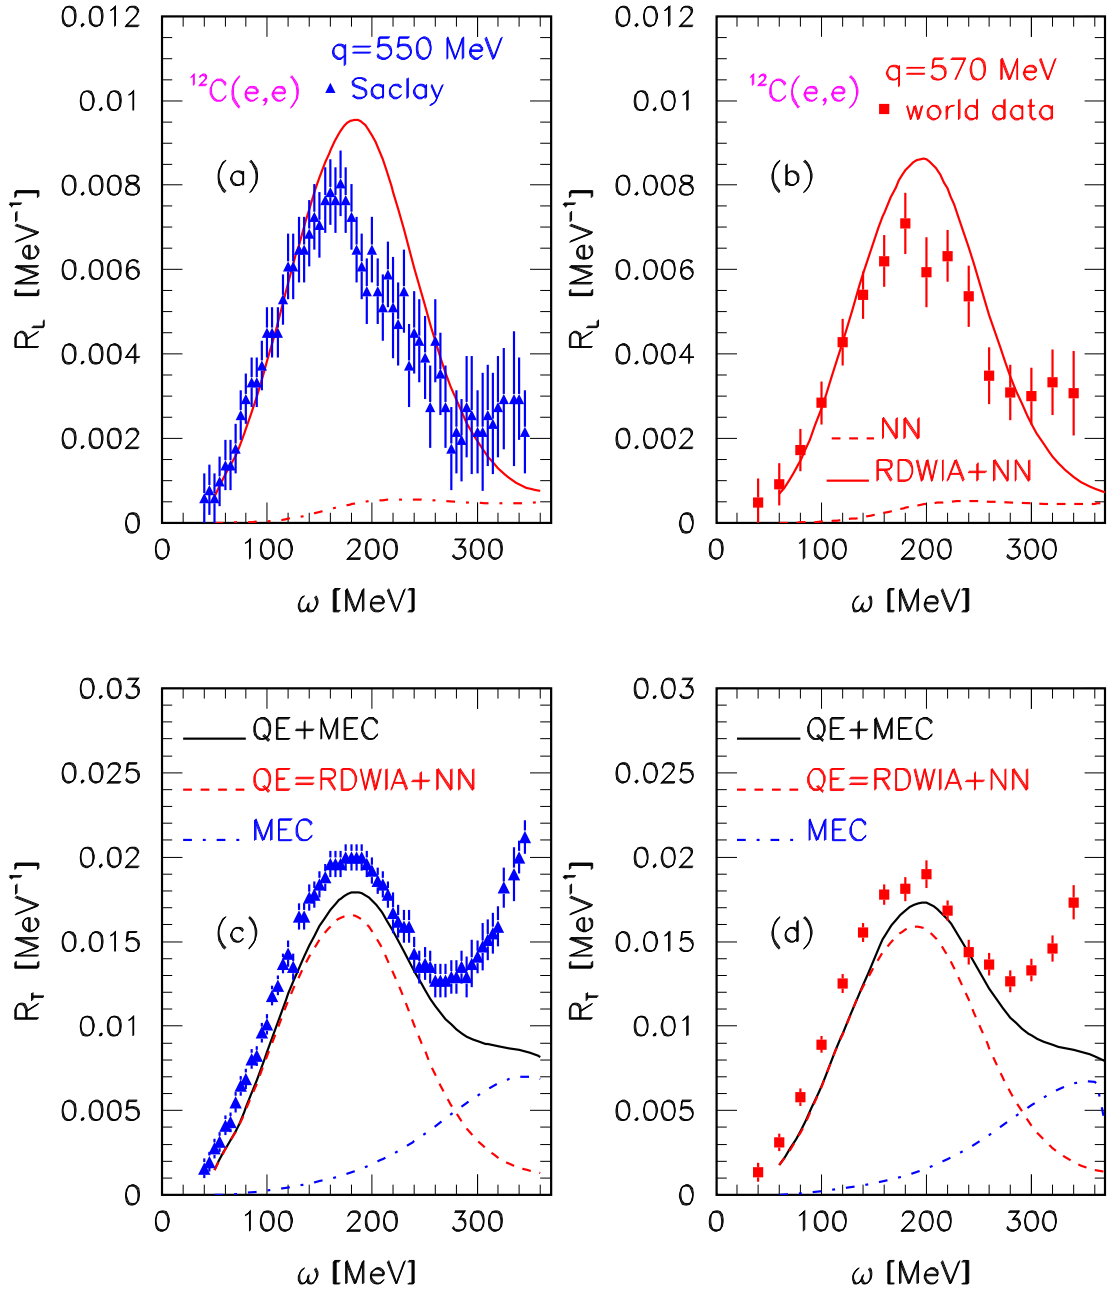 0.012
0.01
0.008
0.006
0.004
0.002
0
R_L [MeV⁻¹]
q=550 MeV
¹²C(e,e)
Saclay
(a)
0 100 200 300
ω [MeV]
0.012
0.01
0.008
0.006
0.004
0.002
0
R_L [MeV⁻¹]
q=570 MeV
¹²C(e,e)
world data
(b)
NN
RDWIA+NN
0 100 200 300
ω [MeV]
0.03
0.025
0.02
0.015
0.01
0.005
0
R_T [MeV⁻¹]
QE+MEC
QE=RDWIA+NN
MEC
(c)
0 100 200 300
ω [MeV]
0.03
0.025
0.02
0.015
0.01
0.005
0
R_T [MeV⁻¹]
QE+MEC
QE=RDWIA+NN
MEC
(d)
0 100 200 300
ω [MeV]